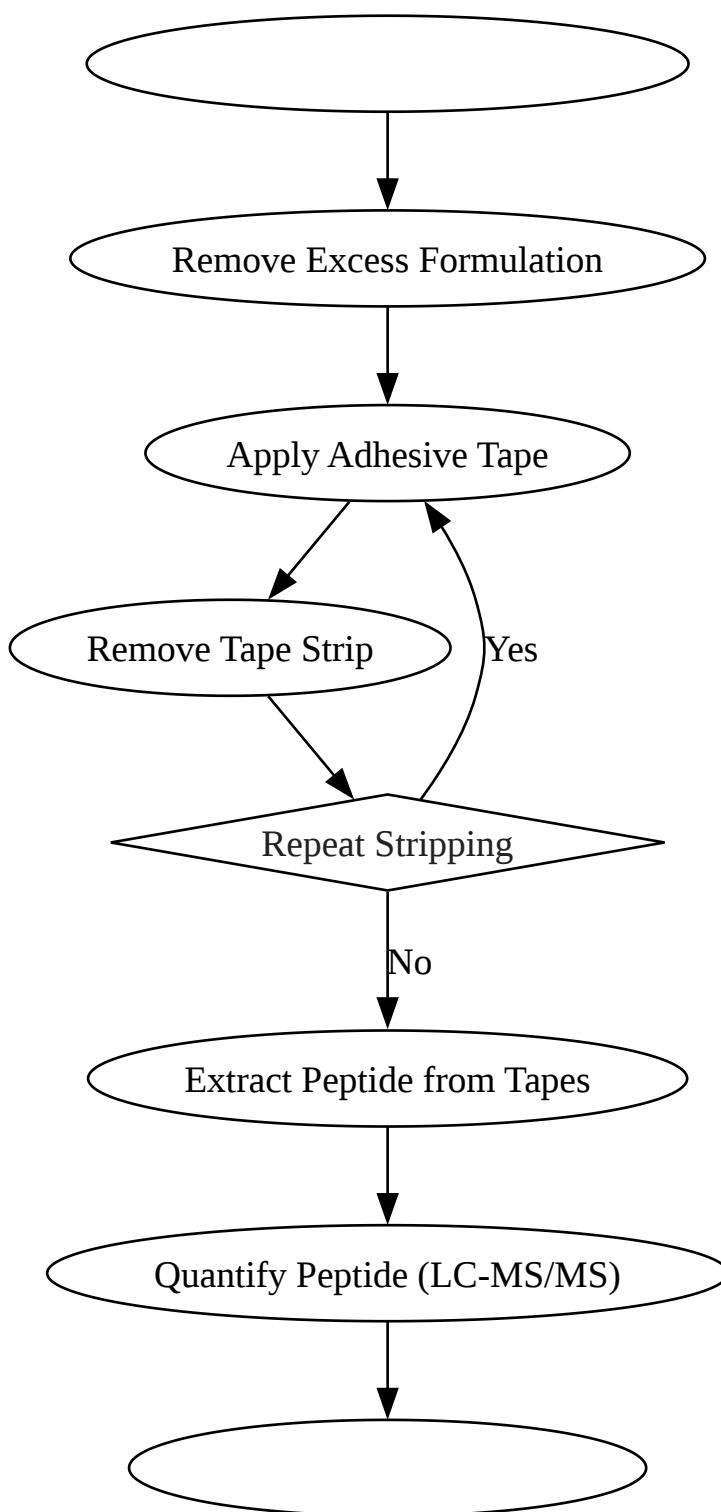 Remove Excess Formulation
Apply Adhesive Tape
Remove Tape Strip
Yes
Repeat Stripping
No
Extract Peptide from Tapes
Quantify Peptide (LC-MS/MS)